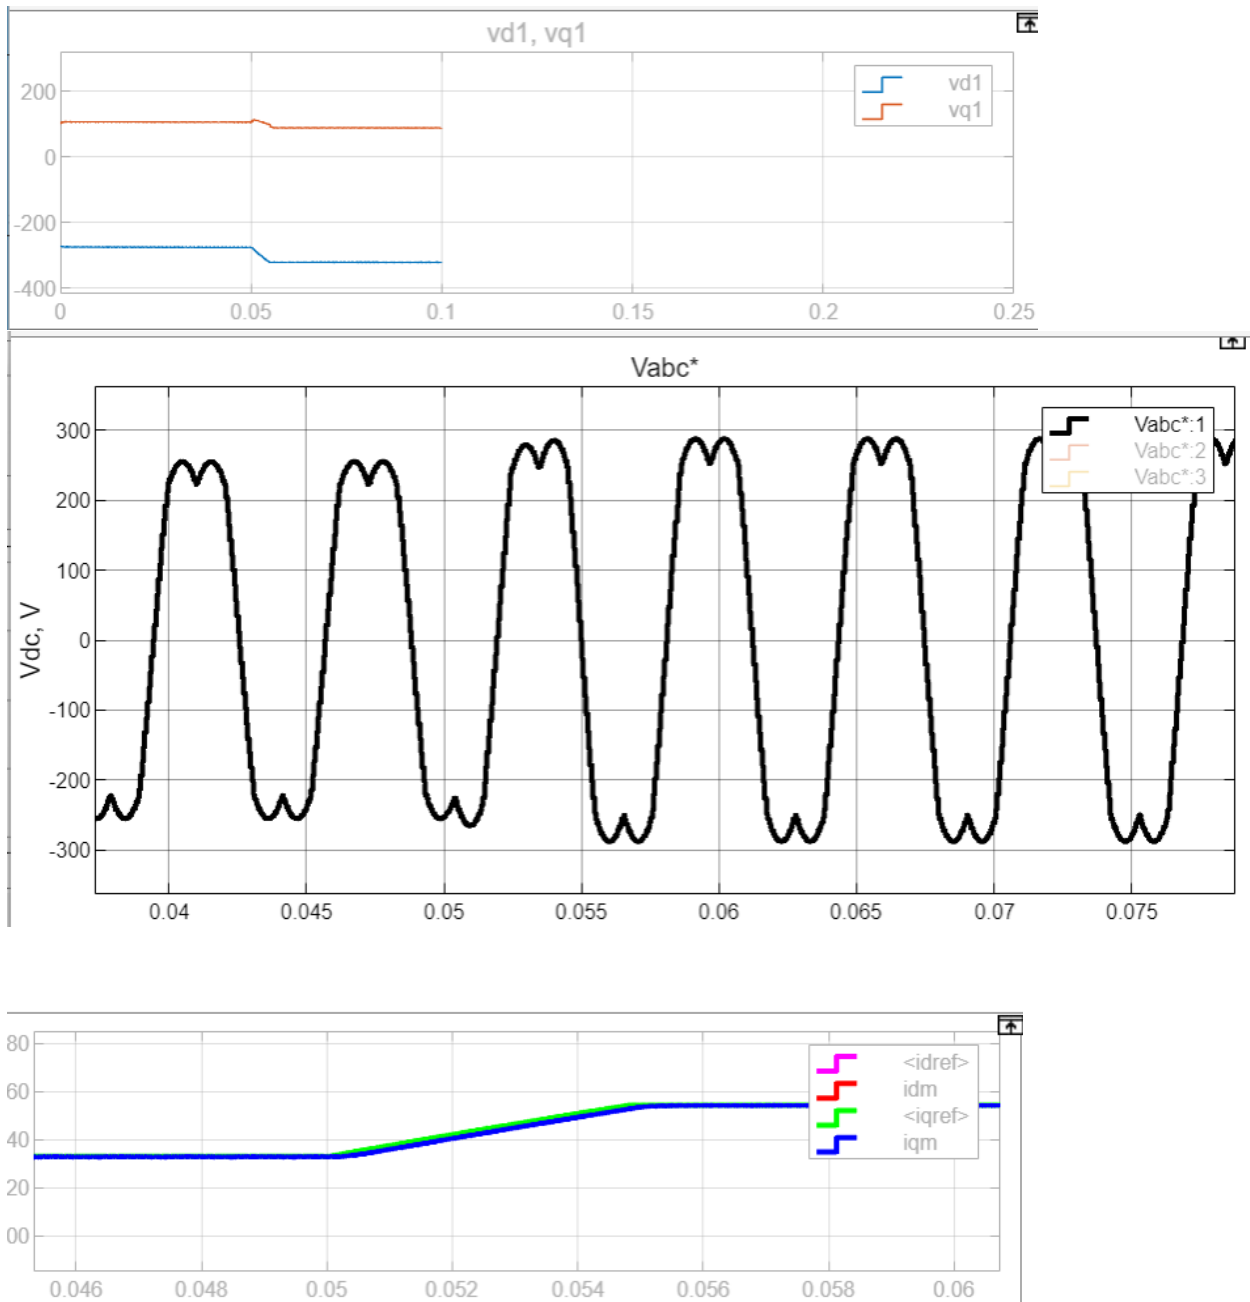 vd1, vq1
200
0
-200
-400
vd1
vq1
0 0.05 0.1 0.15 0.2 0.25
Vabc*
Vdc, V
300
200
100
0
-100
-200
-300
Vabc*:1
Vabc*:2
Vabc*:3
0.04 0.045 0.05 0.055 0.06 0.065 0.07 0.075
80
60
40
20
00
<idref>
idm
<iqref>
iqm
0.046 0.048 0.05 0.052 0.054 0.056 0.058 0.06